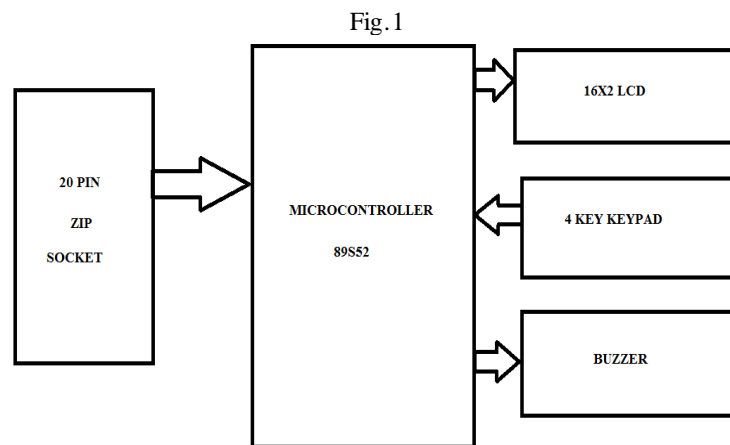 Fig.1
20 PIN
ZIP
SOCKET
MICROCONTROLLER
89S52
16X2 LCD
4 KEY KEYPAD
BUZZER